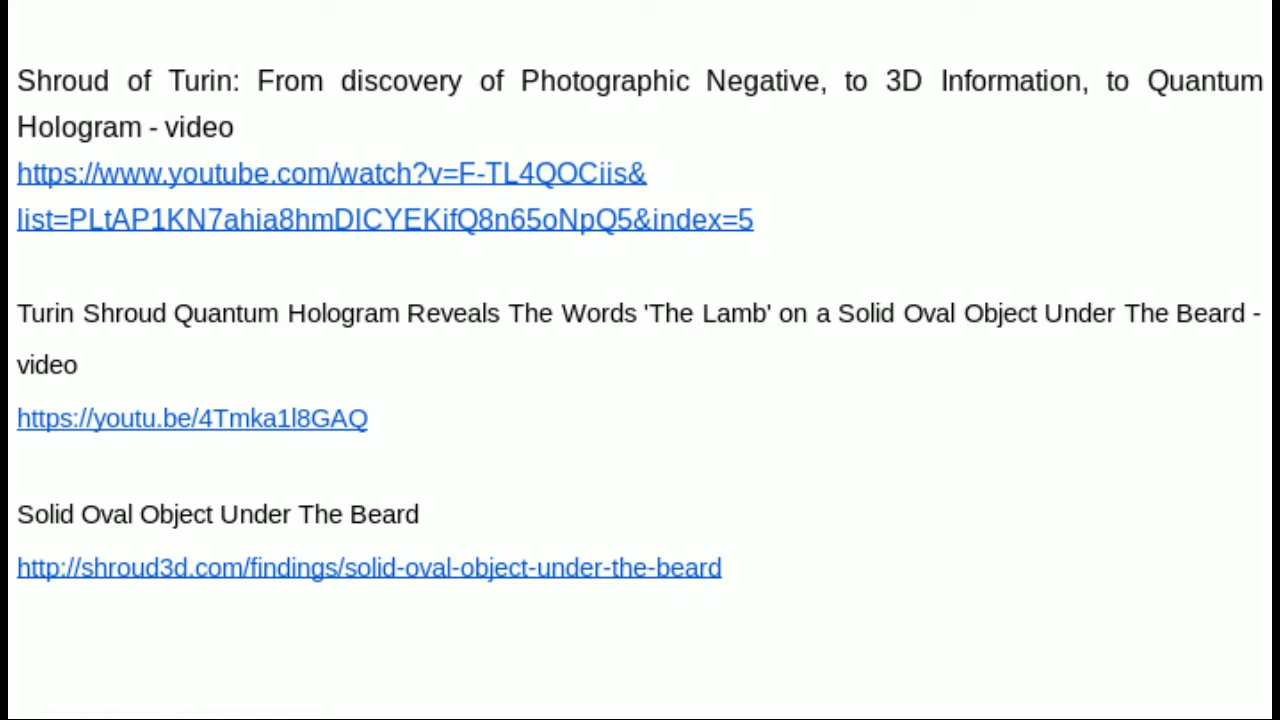 Shroud of Turin: From discovery of Photographic Negative, to 3D Information, to Quantum
Hologram - video
https://www.youtube.com/watch?v=F-TL4QOCiis&
list=PLtAP1KN7ahia8hmDlCYEKifQ8n65oNpQ5&index=5
Turin Shroud Quantum Hologram Reveals The Words 'The Lamb' on a Solid Oval Object Under The Beard -
video
https://youtu.be/4Tmka1l8GAQ
Solid Oval Object Under The Beard
http://shroud3d.com/findings/solid-oval-object-under-the-beard